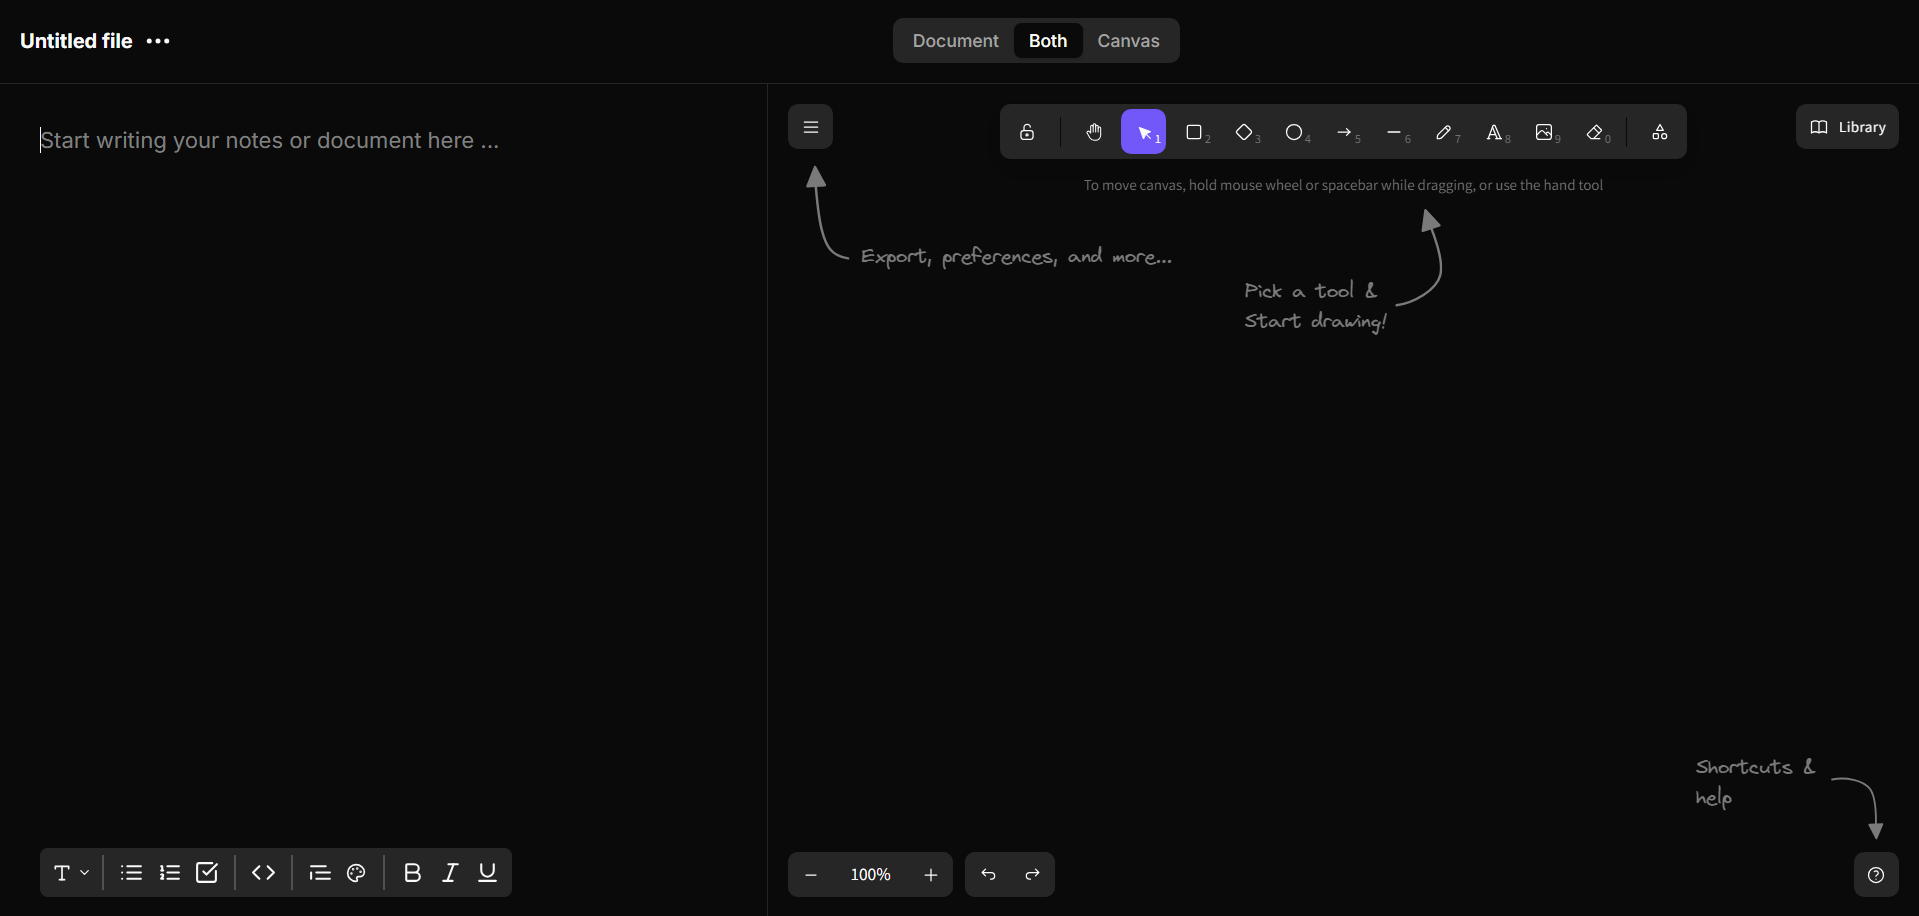 Untitled file
Document Both Canvas
Start writing your notes or document here ...
1 2 3 4 5 6 7 8 9 0
Library
To move canvas, hold mouse wheel or spacebar while dragging, or use the hand tool
Export, preferences, and more...
Pick a tool &
Start drawing!
Shortcuts &
help
T B I U
100%